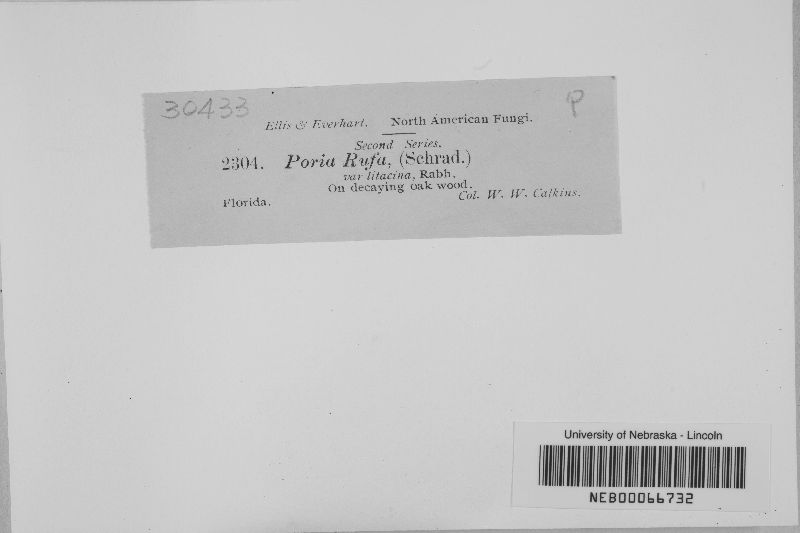 30433
P
Ellis & Everhart. North American Fungi.
Second Series.
2304. Poria Rufa, (Schrad.)
var litacina, Rabh.
On decaying oak wood.
Florida. Col. W. W. Calkins.
University of Nebraska - Lincoln
NEB00066732